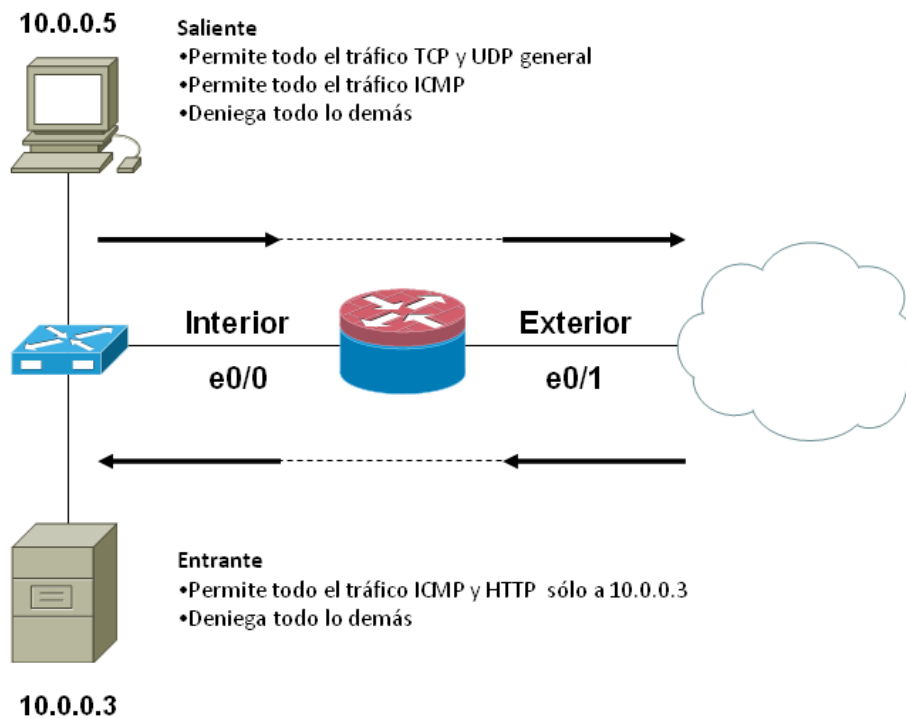 10.0.0.5
Saliente
•Permite todo el tráfico TCP y UDP general
•Permite todo el tráfico ICMP
•Deniega todo lo demás
Interior
Exterior
e0/0
e0/1
Entrante
•Permite todo el tráfico ICMP y HTTP sólo a 10.0.0.3
•Deniega todo lo demás
10.0.0.3